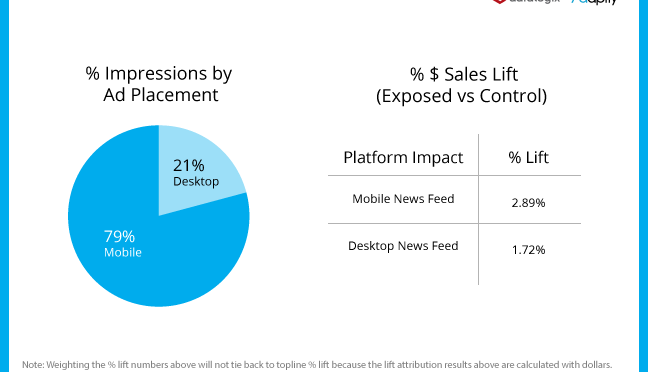 % Impressions by
Ad Placement
21%
Desktop
79%
Mobile
% $ Sales Lift
(Exposed vs Control)
Platform Impact % Lift
Mobile News Feed 2.89%
Desktop News Feed 1.72%
Note: Weighting the % lift numbers above will not tie back to topline % lift because the lift attribution results above are calculated with dollars.